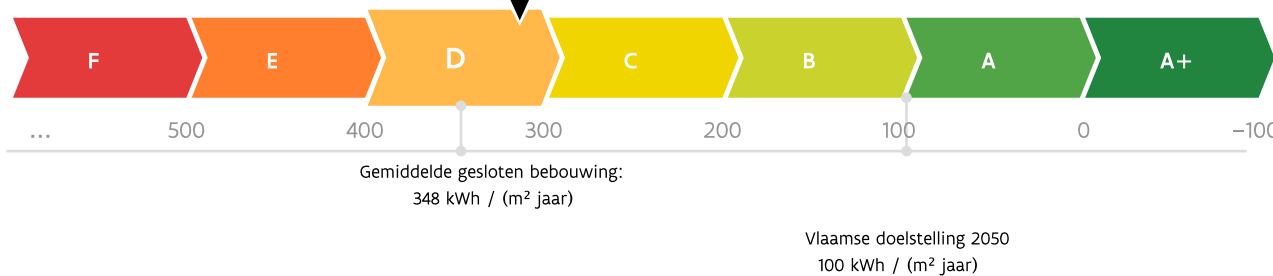 F E D C B A A+
... 500 400 300 200 100 0 –100
Gemiddelde gesloten bebouwing:
348 kWh / (m² jaar)
Vlaamse doelstelling 2050
100 kWh / (m² jaar)